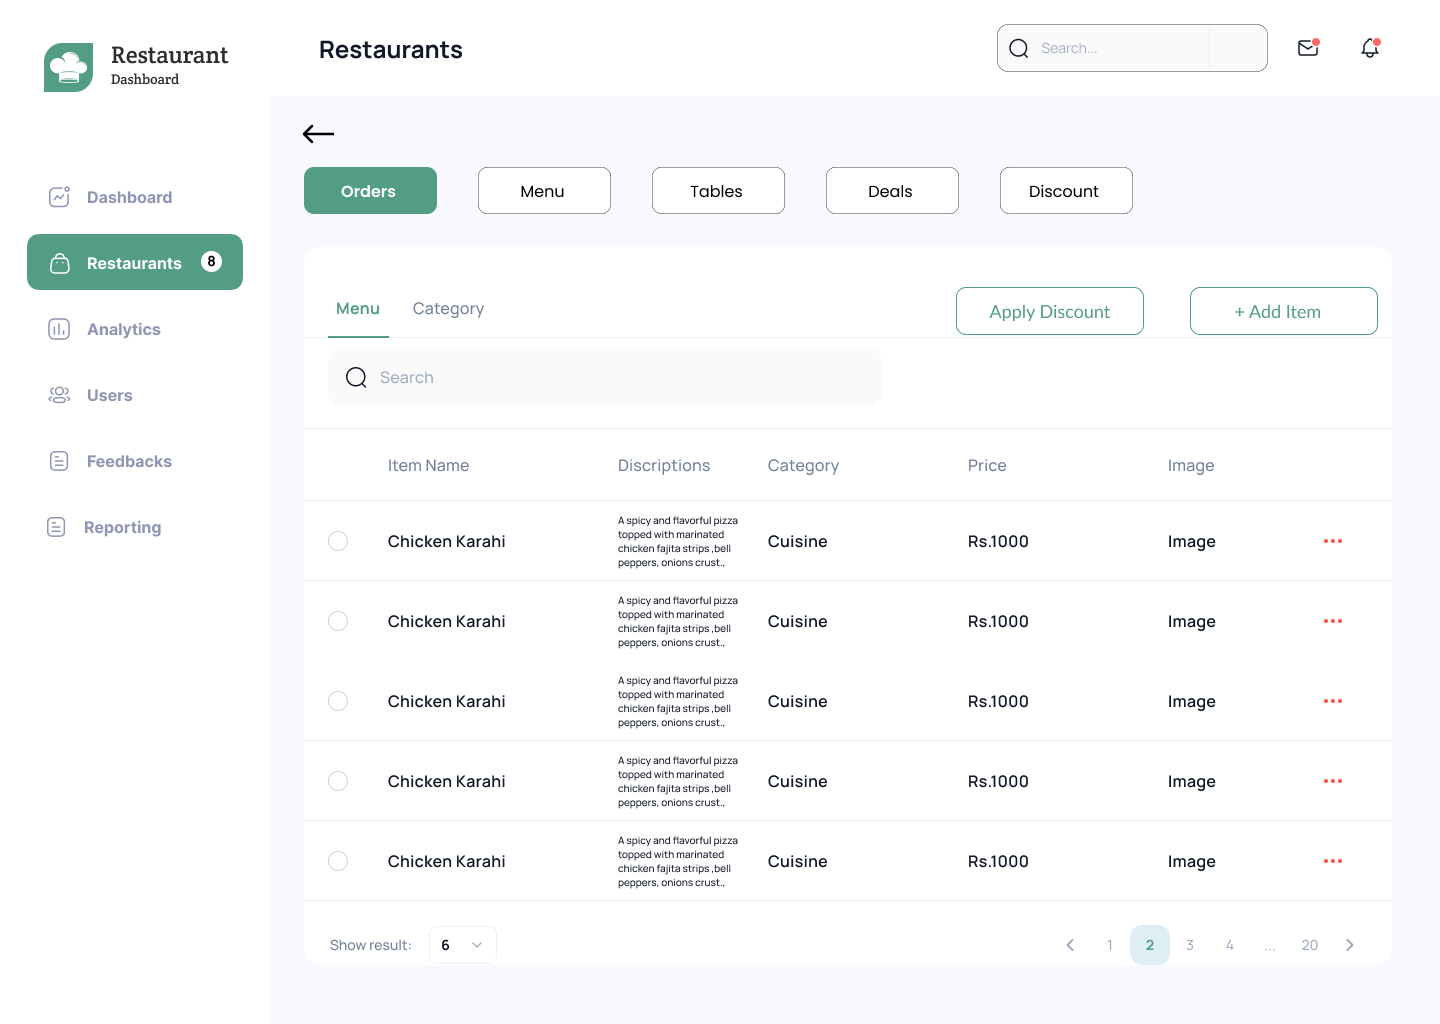 Restaurant
Dashboard
Restaurants
Search...
Dashboard
Restaurants 8
Analytics
Users
Feedbacks
Reporting
Orders Menu Tables Deals Discount
Menu Category Apply Discount + Add Item
Search
Item Name Discriptions Category Price Image
Chicken Karahi
A spicy and flavorful pizza
topped with marinated
chicken fajita strips ,bell
peppers, onions crust.,
Cuisine Rs.1000 Image
Chicken Karahi
A spicy and flavorful pizza
topped with marinated
chicken fajita strips ,bell
peppers, onions crust.,
Cuisine Rs.1000 Image
Chicken Karahi
A spicy and flavorful pizza
topped with marinated
chicken fajita strips ,bell
peppers, onions crust.,
Cuisine Rs.1000 Image
Chicken Karahi
A spicy and flavorful pizza
topped with marinated
chicken fajita strips ,bell
peppers, onions crust.,
Cuisine Rs.1000 Image
Chicken Karahi
A spicy and flavorful pizza
topped with marinated
chicken fajita strips ,bell
peppers, onions crust.,
Cuisine Rs.1000 Image
Show result: 6 1 2 3 4 ... 20